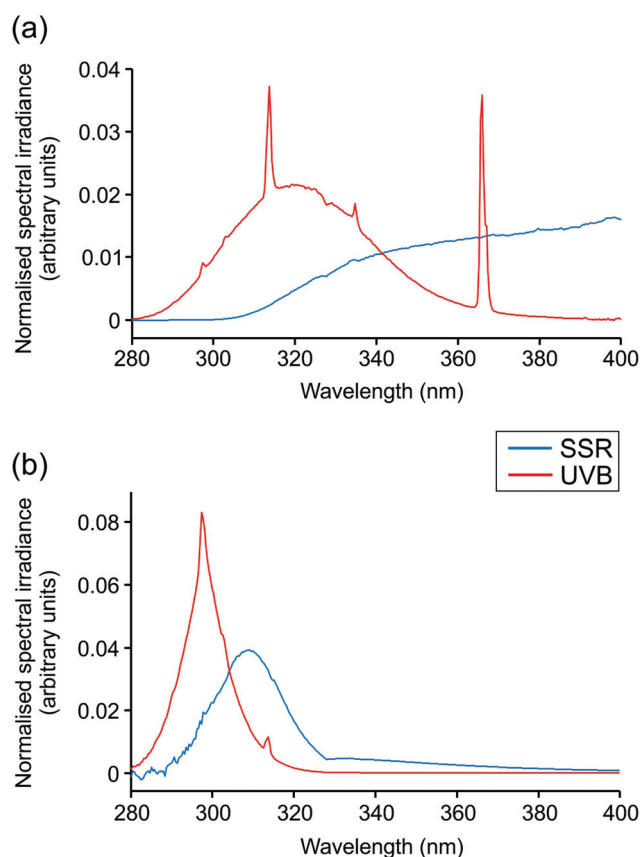 (a)
Normalised spectral irradiance
(arbitrary units)
0.04
0.03
0.02
0.01
0
280 300 320 340 360 380 400
Wavelength (nm)
SSR
UVB
(b)
Normalised spectral irradiance
(arbitrary units)
0.08
0.06
0.04
0.02
0
280 300 320 340 360 380 400
Wavelength (nm)